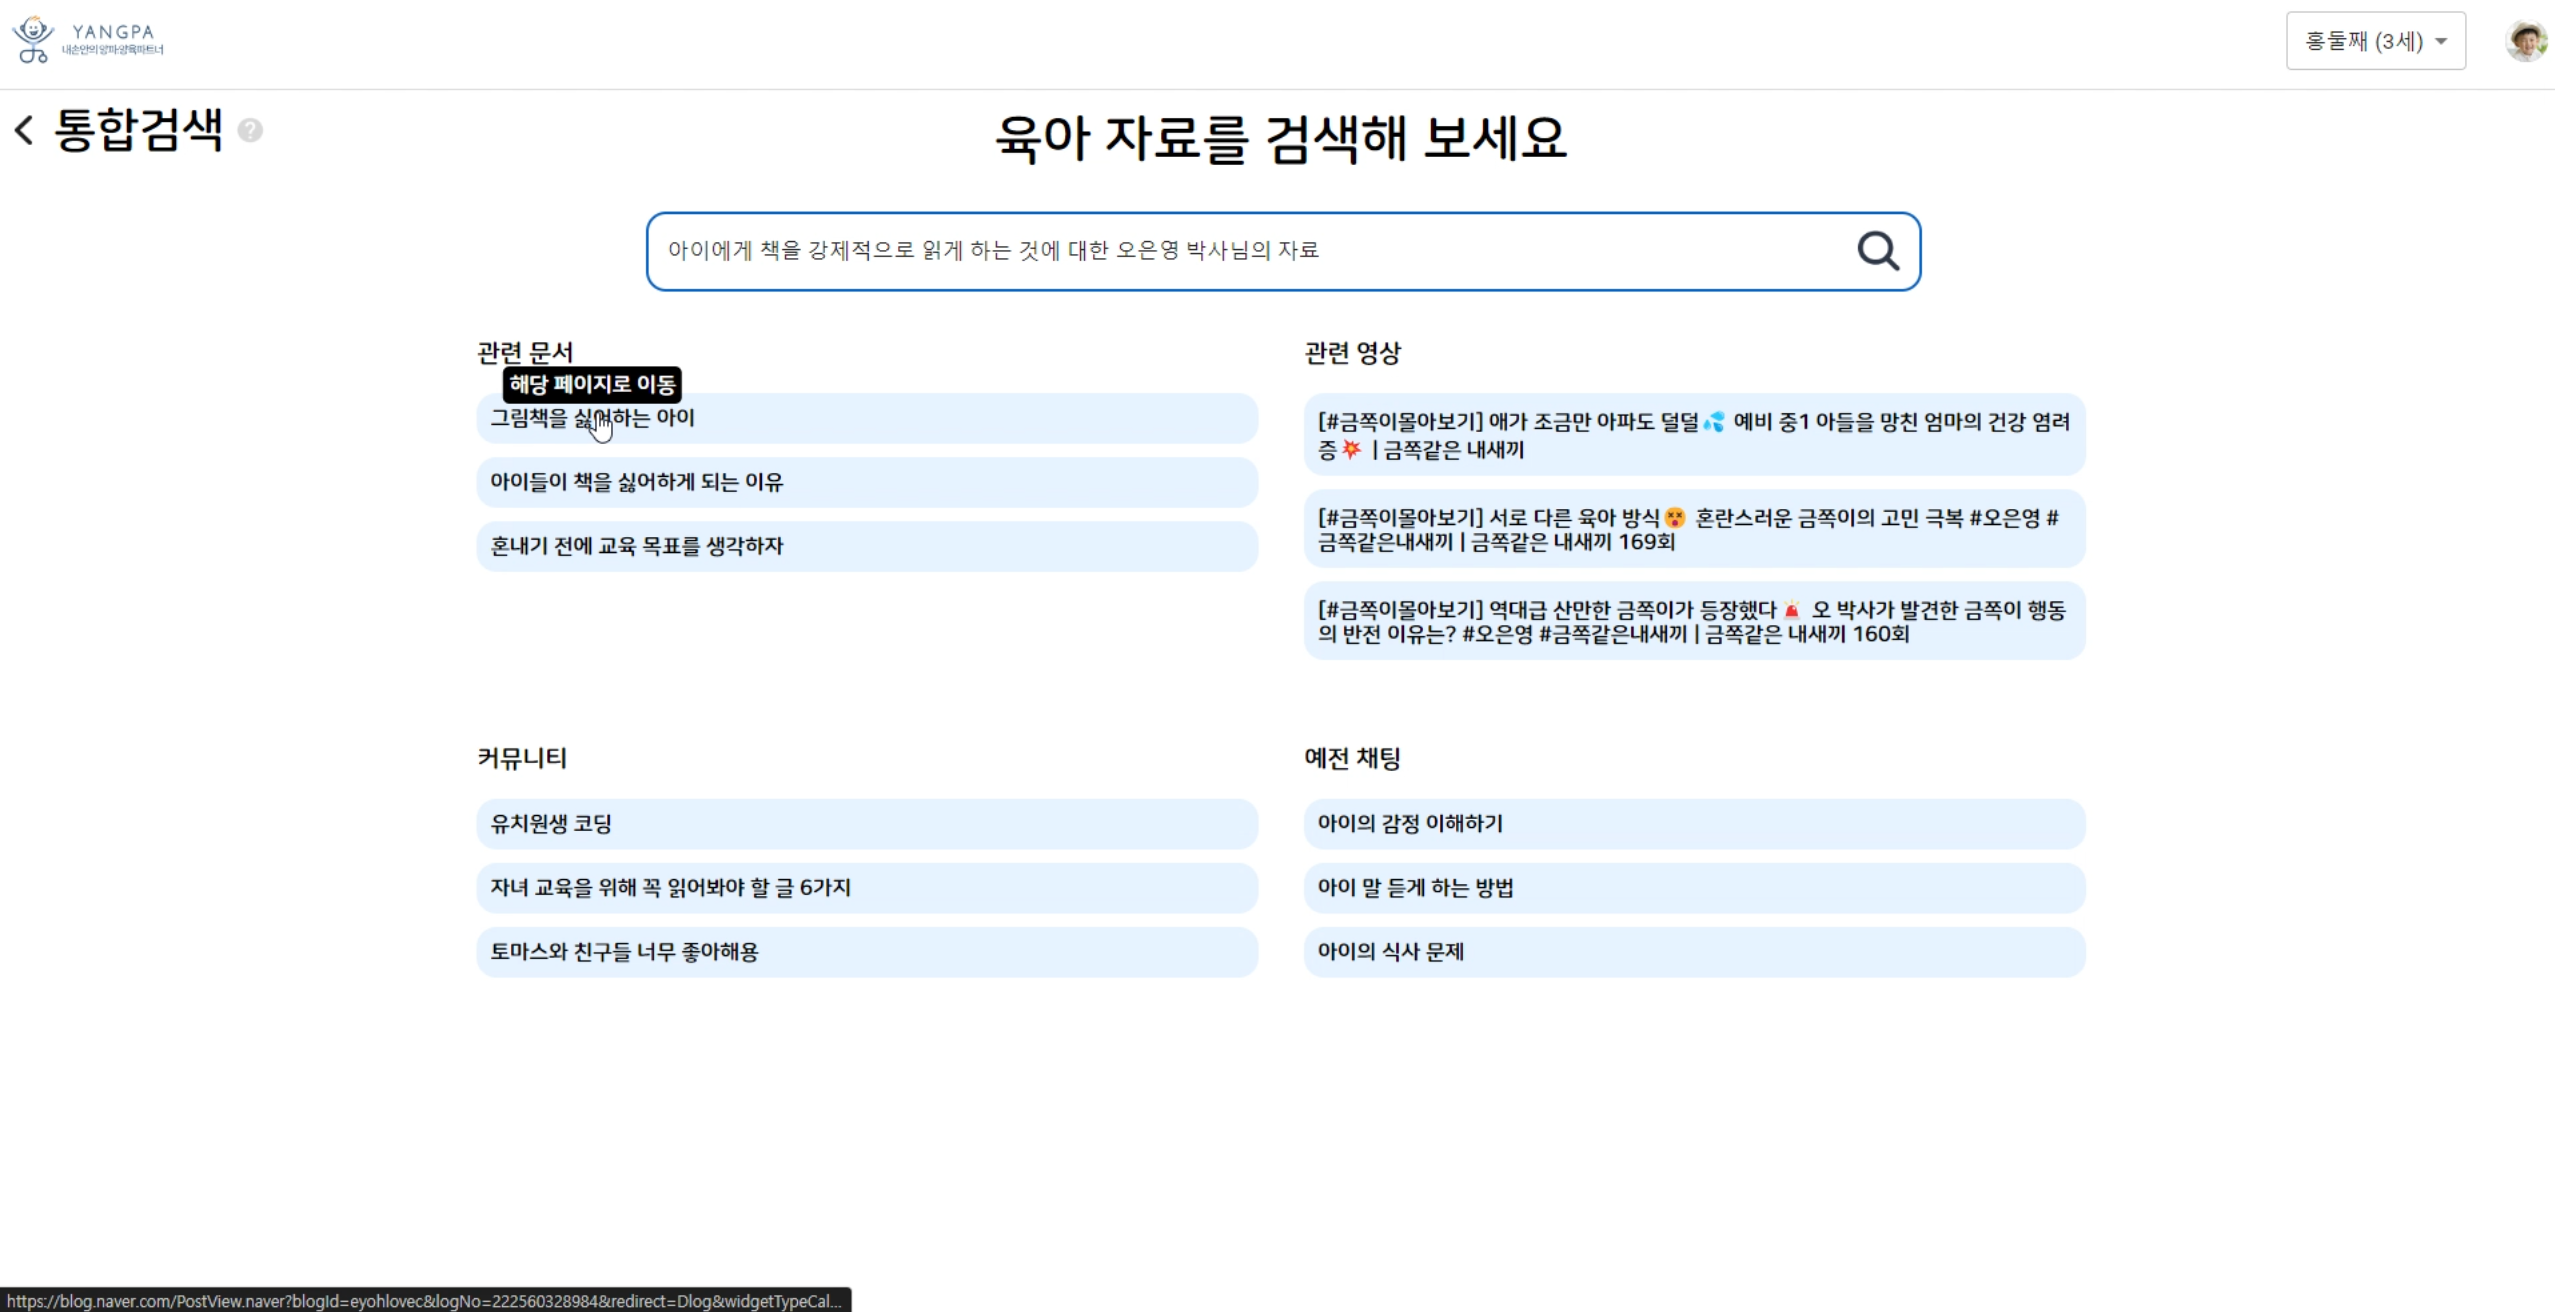 YANGPA
내손안의양파:양육파트너
홍둘째 (3세)
통합검색 ?
육아 자료를 검색해 보세요
아이에게 책을 강제적으로 읽게 하는 것에 대한 오은영 박사님의 자료
관련 문서
해당 페이지로 이동
그림책을 싫어하는 아이
아이들이 책을 싫어하게 되는 이유
혼내기 전에 교육 목표를 생각하자
관련 영상
[#금쪽이몰아보기] 애가 조금만 아파도 덜덜💦 예비 중1 아들을 망친 엄마의 건강 염려
증💥 | 금쪽같은 내새끼
[#금쪽이몰아보기] 서로 다른 육아 방식😵 혼란스러운 금쪽이의 고민 극복 #오은영 #
금쪽같은내새끼 | 금쪽같은 내새끼 169회
[#금쪽이몰아보기] 역대급 산만한 금쪽이가 등장했다🚨 오 박사가 발견한 금쪽이 행동
의 반전 이유는? #오은영 #금쪽같은내새끼 | 금쪽같은 내새끼 160회
커뮤니티
유치원생 코딩
자녀 교육을 위해 꼭 읽어봐야 할 글 6가지
토마스와 친구들 너무 좋아해용
예전 채팅
아이의 감정 이해하기
아이 말 듣게 하는 방법
아이의 식사 문제
https://blog.naver.com/PostView.naver?blogId=eyohlovec&logNo=222560328984&redirect=Dlog&widgetTypeCal...